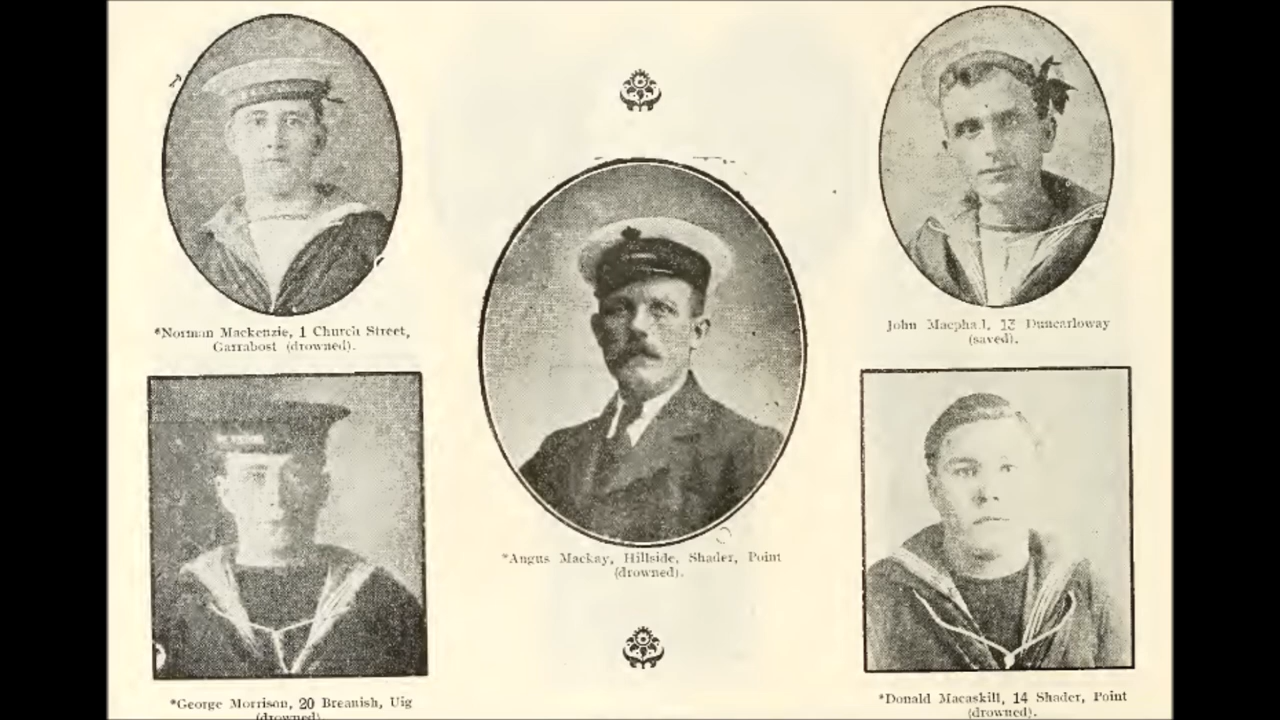 *Norman Mackenzie, 1 Church Street,
Garrabost (drowned).
John Macphail, 13 Duncarloway
(saved).
*Angus Mackay, Hillside, Shader, Point
(drowned).
*George Morrison, 20 Breanish, Uig
(drowned).
*Donald Macaskill, 14 Shader, Point
(drowned).